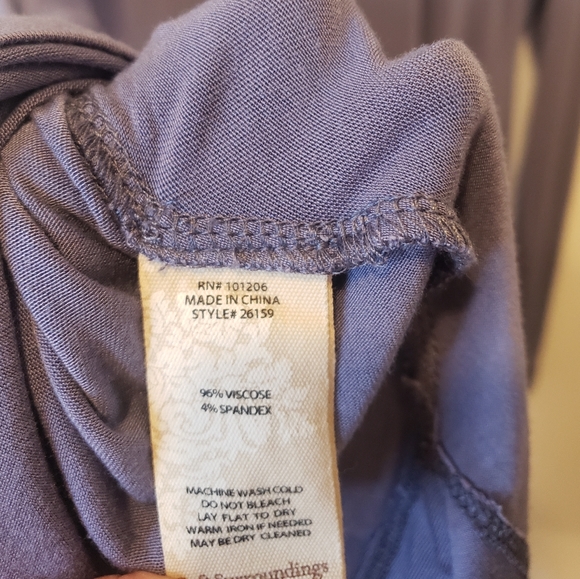 RN# 101206
MADE IN CHINA
STYLE# 26159
96% VISCOSE
4% SPANDEX
MACHINE WASH COLD
DO NOT BLEACH
LAY FLAT TO DRY
WARM IRON IF NEEDED
MAY BE DRY CLEANED
Surroundings